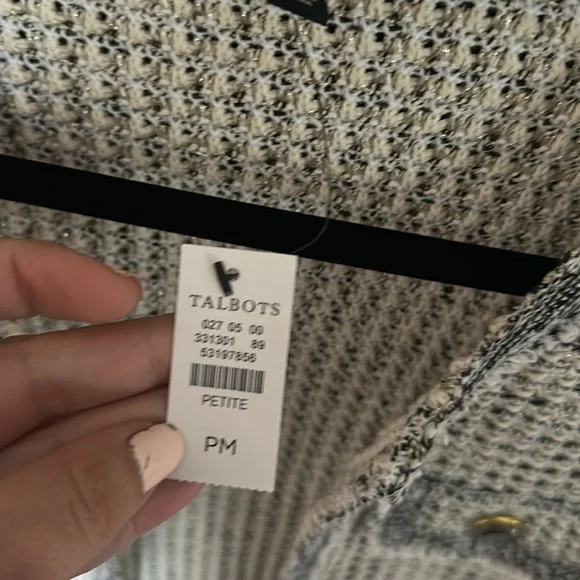 TALBOTS
027 05 00
331301 89
53197856
PETITE
PM